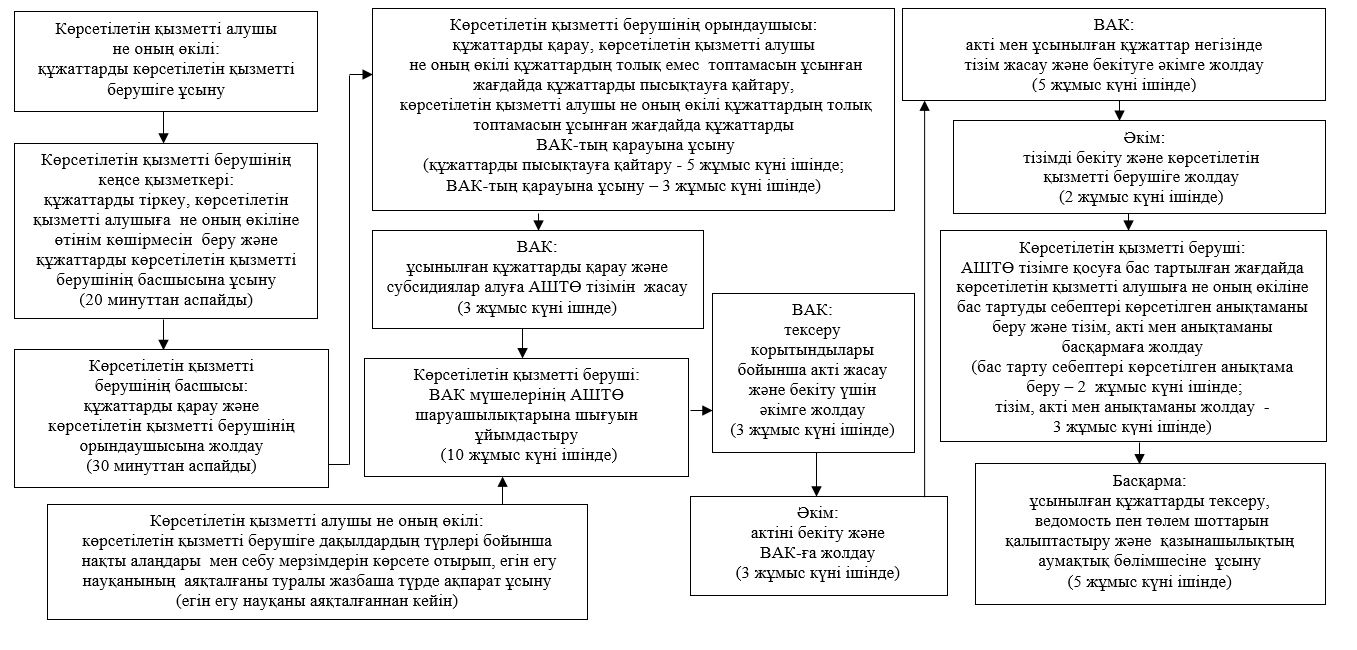 Көрсетілетін қызметті алушы
не оның өкілі:
құжаттарды көрсетілетін қызметті
берушіге ұсыну
Көрсетілетін қызметті берушінің
кеңсе қызметкері:
құжаттарды тіркеу, көрсетілетін
қызметті алушыға не оның өкіліне
өтінім көшірмесін беру және
құжаттарды көрсетілетін қызметті
берушінің басшысына ұсыну
(20 минуттан аспайды)
Көрсетілетін қызметті
берушінің басшысы:
құжаттарды қарау және
көрсетілетін қызметті берушінің
орындаушысына жолдау
(30 минуттан аспайды)
Көрсетілетін қызметті берушінің орындаушысы:
құжаттарды қарау, көрсетілетін қызметті алушы
не оның өкілі құжаттардың толық емес топтамасын ұсынған
жағдайда құжаттарды пысықтауға қайтару,
көрсетілетін қызметті алушы не оның өкілі құжаттардың толық
топтамасын ұсынған жағдайда құжаттарды
ВАК-тың қарауына ұсыну
(құжаттарды пысықтауға қайтару - 5 жұмыс күні ішінде;
ВАК-тың қарауына ұсыну – 3 жұмыс күні ішінде)
ВАК:
ұсынылған құжаттарды қарау және
субсидиялар алуға АШТӨ тізімін жасау
(3 жұмыс күні ішнде)
Көрсетілетін қызметті беруші:
ВАК мүшелерінің АШТӨ
шаруашылықтарына шығуын
ұйымдастыру
(10 жұмыс күні ішінде)
Көрсетілетін қызметті алушы не оның өкілі:
көрсетілетін қызметті берушіге дақылдардың түрлері бойынша
нақты алаңдары мен себу мерзімдерін көрсете отырып, егін егу
науқанының аяқталғаны туралы жазбаша түрде ақпарат ұсыну
(егін егу науқаны аяқталғаннан кейін)
ВАК:
тексеру
корытындылары
бойынша акті жасау
және бекіту үшін
әкімге жолдау
(3 жұмыс күні ішінде)
Әкім:
актіні бекіту және
ВАК-ға жолдау
(3 жұмыс күні ішінде)
ВАК:
акті мен ұсынылған құжаттар негізінде
тізім жасау және бекітуге әкімге жолдау
(5 жұмыс күні ішінде)
Әкім:
тізімді бекіту және көрсетілетін
қызметті берушіге жолдау
(2 жұмыс күні ішінде)
Көрсетілетін қызметті беруші:
АШТӨ тізімге қосуға бас тартылған жағдайда
көрсетілетін қызметті алушыға не оның өкіліне
бас тартуды себептері көрсетілген анықтаманы
беру және тізім, акті мен анықтаманы
басқармаға жолдау
(бас тарту себептері көрсетілген анықтама
беру – 2 жұмыс күні ішінде;
тізім, акті мен анықтаманы жолдау -
3 жұмыс күні ішінде)
Басқарма:
ұсынылған құжаттарды тексеру,
ведомость пен төлем шоттарын
қалыптастыру және қазынашылықтың
аумақтық бөлімшесіне ұсыну
(5 жұмыс күні ішінде)